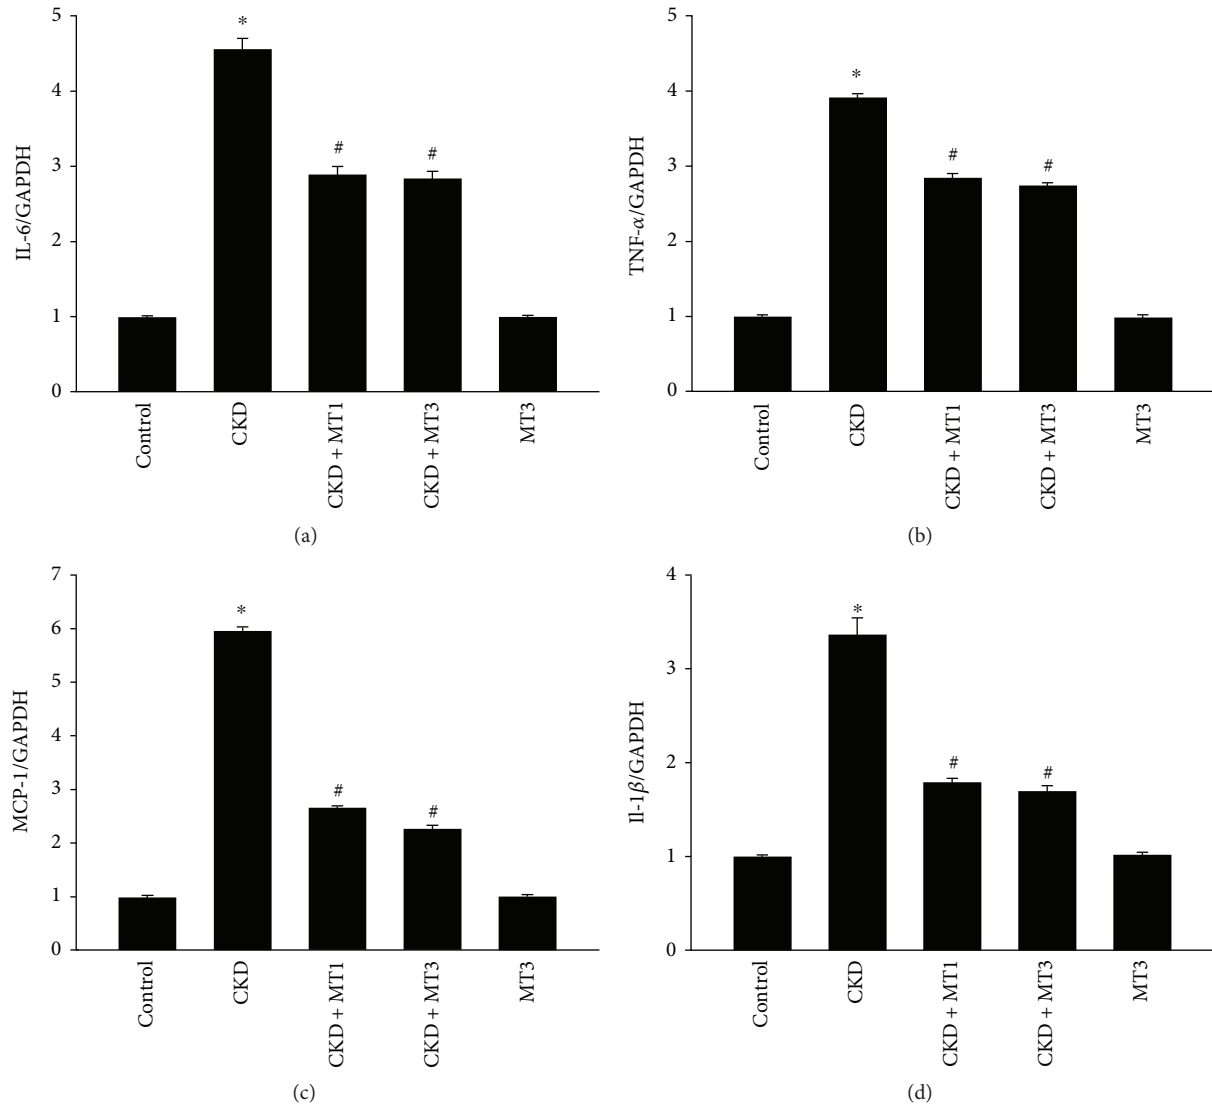 5
4
3
2
1
0
IL-6/GAPDH
*
#
#
Control
CKD
CKD + MT1
CKD + MT3
MT3
(a)
5
4
3
2
1
0
TNF-α/GAPDH
*
#
#
Control
CKD
CKD + MT1
CKD + MT3
MT3
(b)
7
6
5
4
3
2
1
0
MCP-1/GAPDH
*
#
#
Control
CKD
CKD + MT1
CKD + MT3
MT3
(c)
4
3
2
1
0
Il-1β/GAPDH
*
#
#
Control
CKD
CKD + MT1
CKD + MT3
MT3
(d)